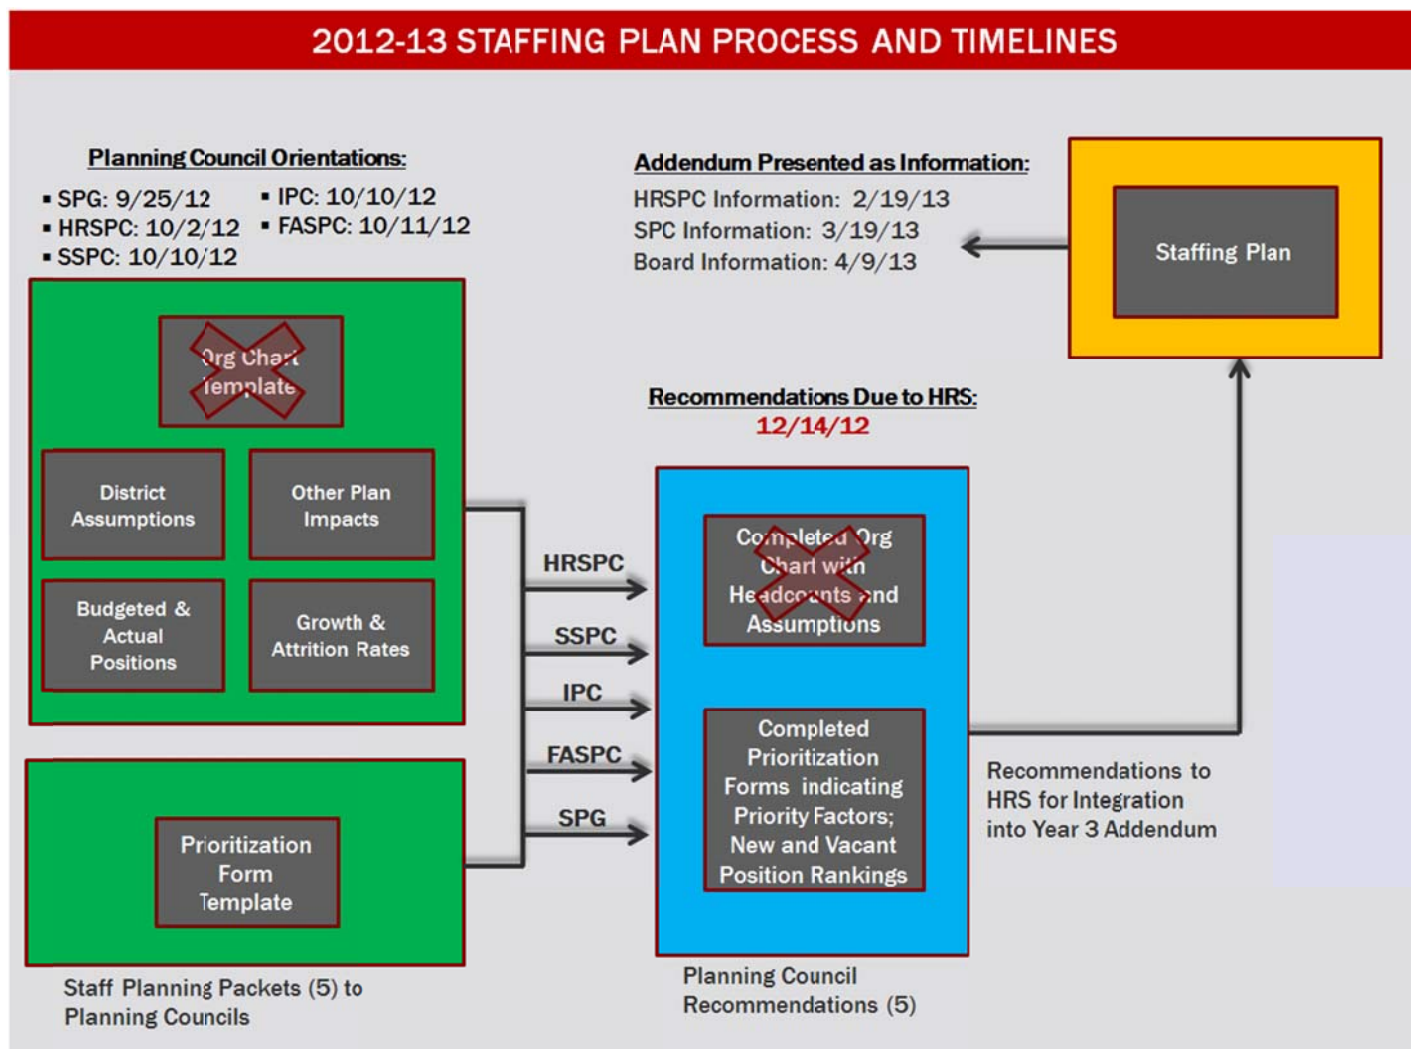 2012-13 STAFFING PLAN PROCESS AND TIMELINES
Planning Council Orientations:
▪ SPG: 9/25/12
▪ HRSPC: 10/2/12
▪ SSPC: 10/10/12
▪ IPC: 10/10/12
▪ FASPC: 10/11/12
Addendum Presented as Information:
HRSPC Information: 2/19/13
SPC Information: 3/19/13
Board Information: 4/9/13
Staffing Plan
Org Chart
Template
District
Assumptions
Other Plan
Impacts
Budgeted &
Actual
Positions
Growth &
Attrition Rates
Prioritization
Form
Template
Staff Planning Packets (5) to
Planning Councils
HRSPC
SSPC
IPC
FASPC
SPG
Recommendations Due to HRS:
12/14/12
Completed Org
Chart with
Headcounts and
Assumptions
Completed
Prioritization
Forms indicating
Priority Factors;
New and Vacant
Position Rankings
Planning Council
Recommendations (5)
Recommendations to
HRS for Integration
into Year 3 Addendum